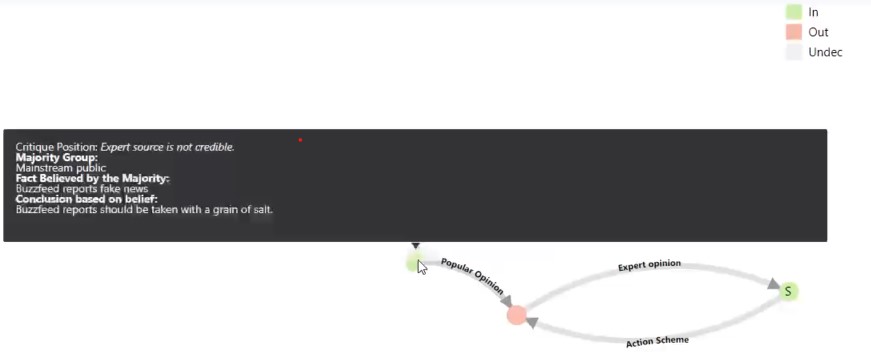 In
Out
Undec
Critique Position: Expert source is not credible.
Majority Group:
Mainstream public
Fact Believed by the Majority:
Buzzfeed reports fake news
Conclusion based on belief:
Buzzfeed reports should be taken with a grain of salt.
Popular Opinion
Expert opinion
S
Action Scheme